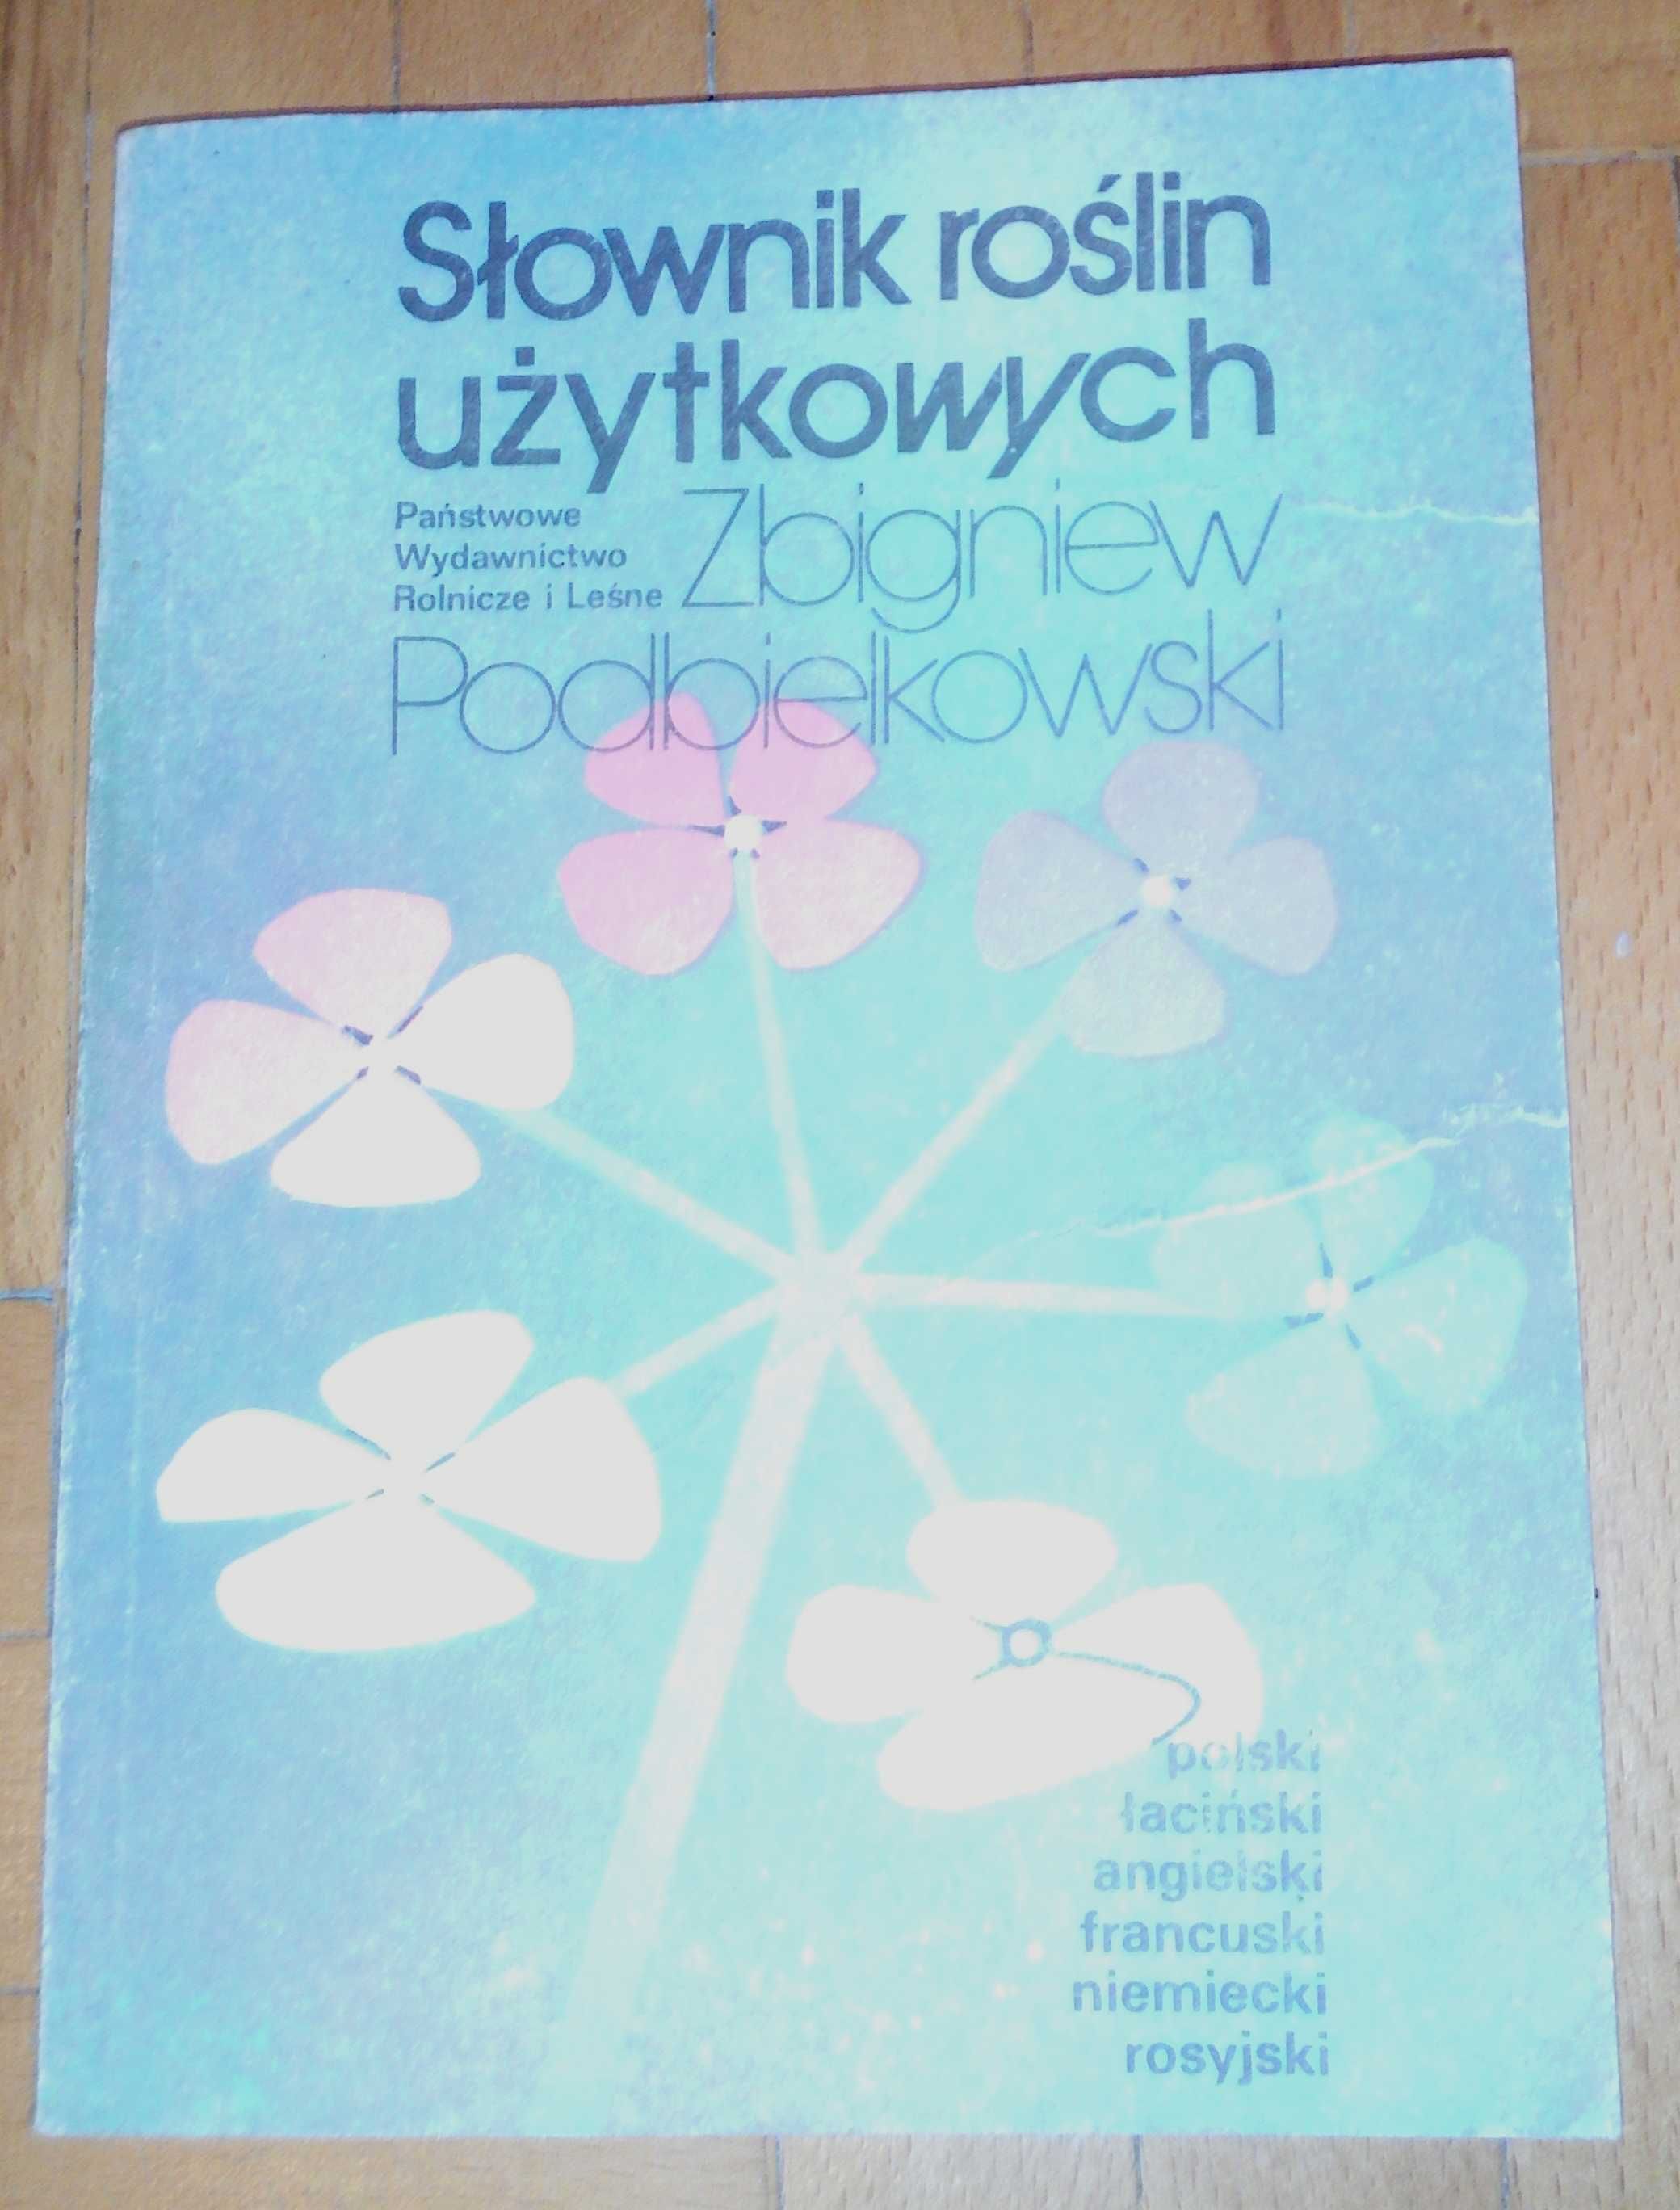 Słownik roślin
użytkowych
Państwowe
Wydawnictwo
Rolnicze i Leśne
Zbigniew
Podbielkowski
polski
łaciński
angielski
francuski
niemiecki
rosyjski